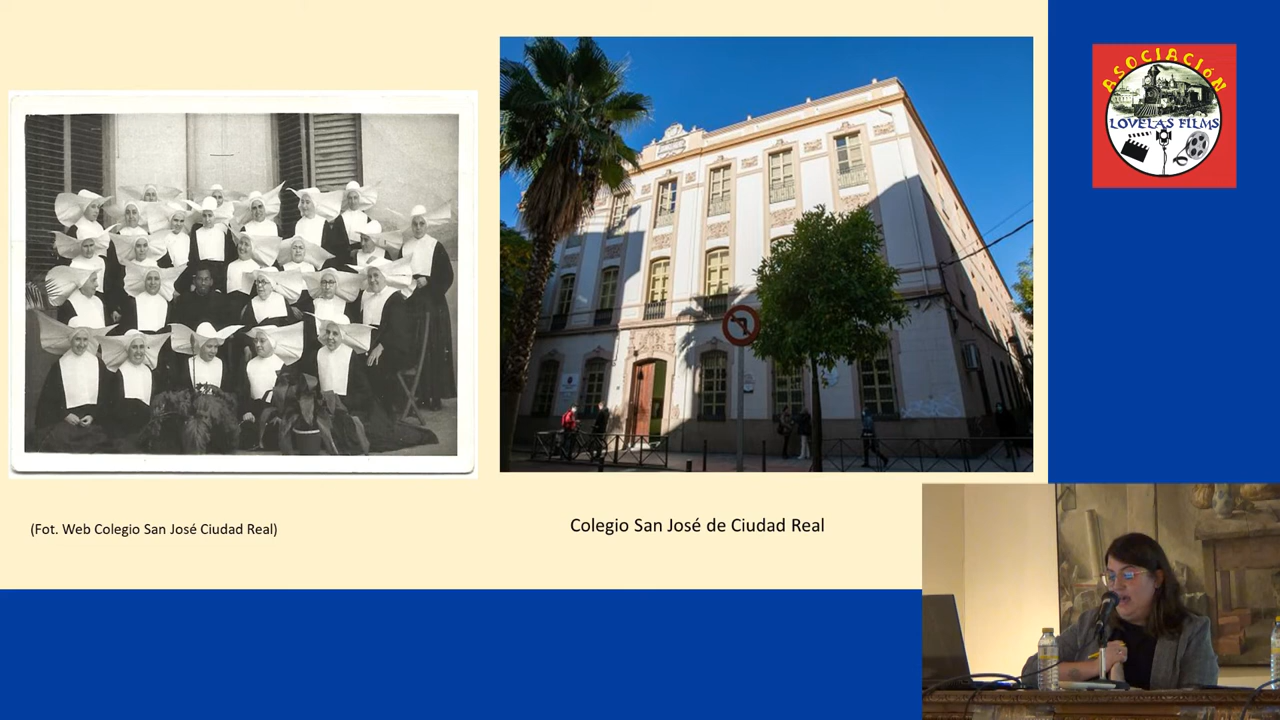 ASOCIACIÓN
LOVELAS FILMS
(Fot. Web Colegio San José Ciudad Real)
Colegio San José de Ciudad Real